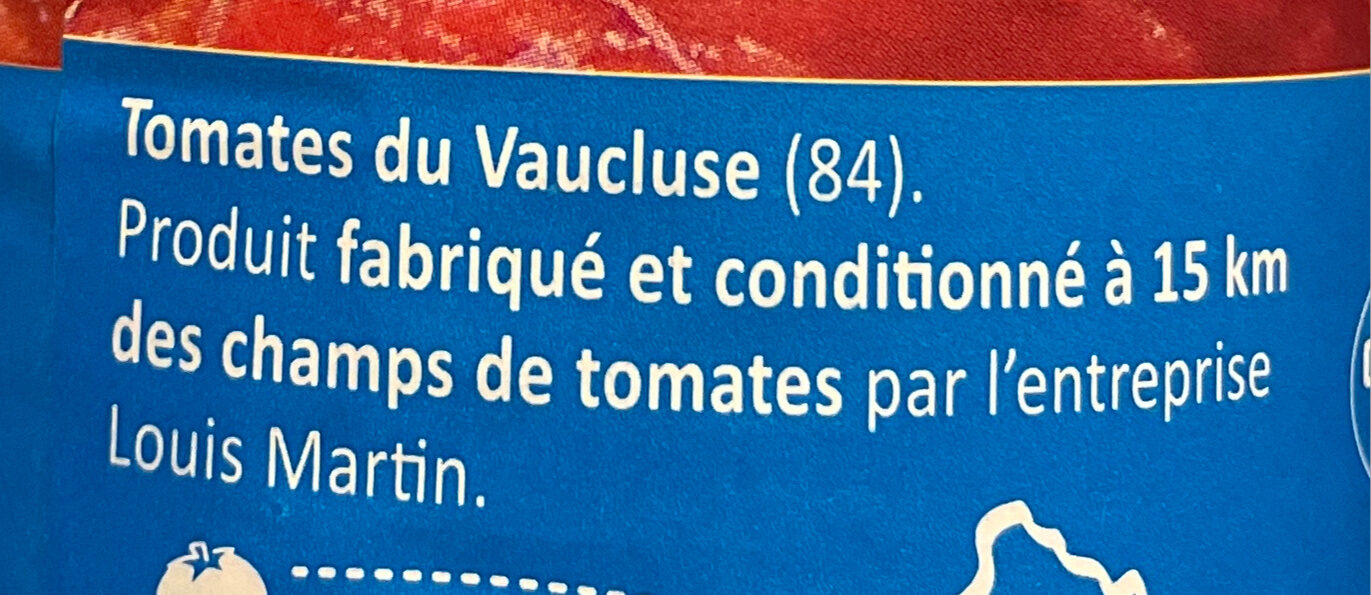 Tomates du Vaucluse (84).
Produit fabriqué et conditionné à 15 km
des champs de tomates par l'entreprise
Louis Martin.